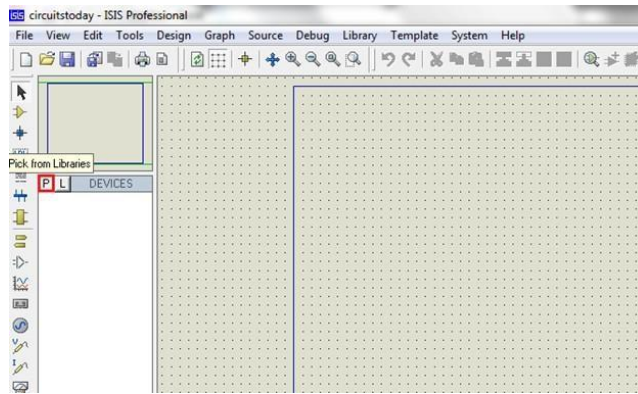 isis circuitstoday - ISIS Professional
File View Edit Tools Design Graph Source Debug Library Template System Help
Pick from Libraries
P L DEVICES